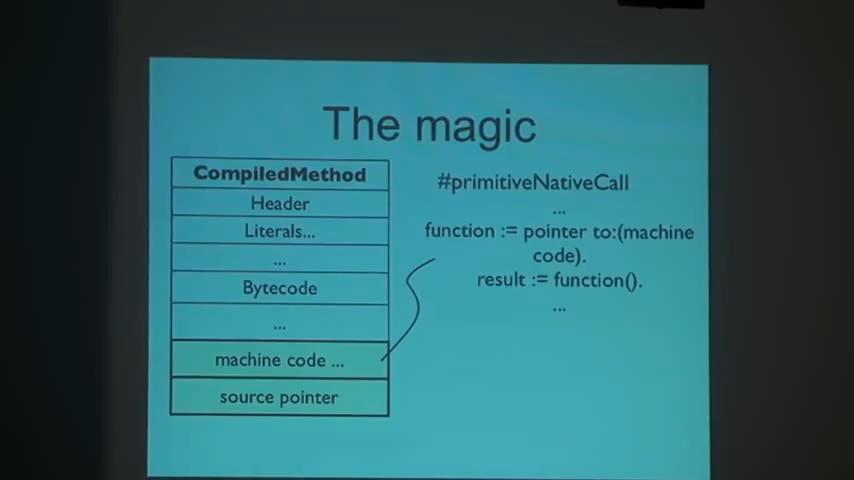 The magic
CompiledMethod
Header
Literals...
...
Bytecode
...
machine code ...
source pointer
#primitiveNativeCall
...
function := pointer to:(machine
code).
result := function().
...